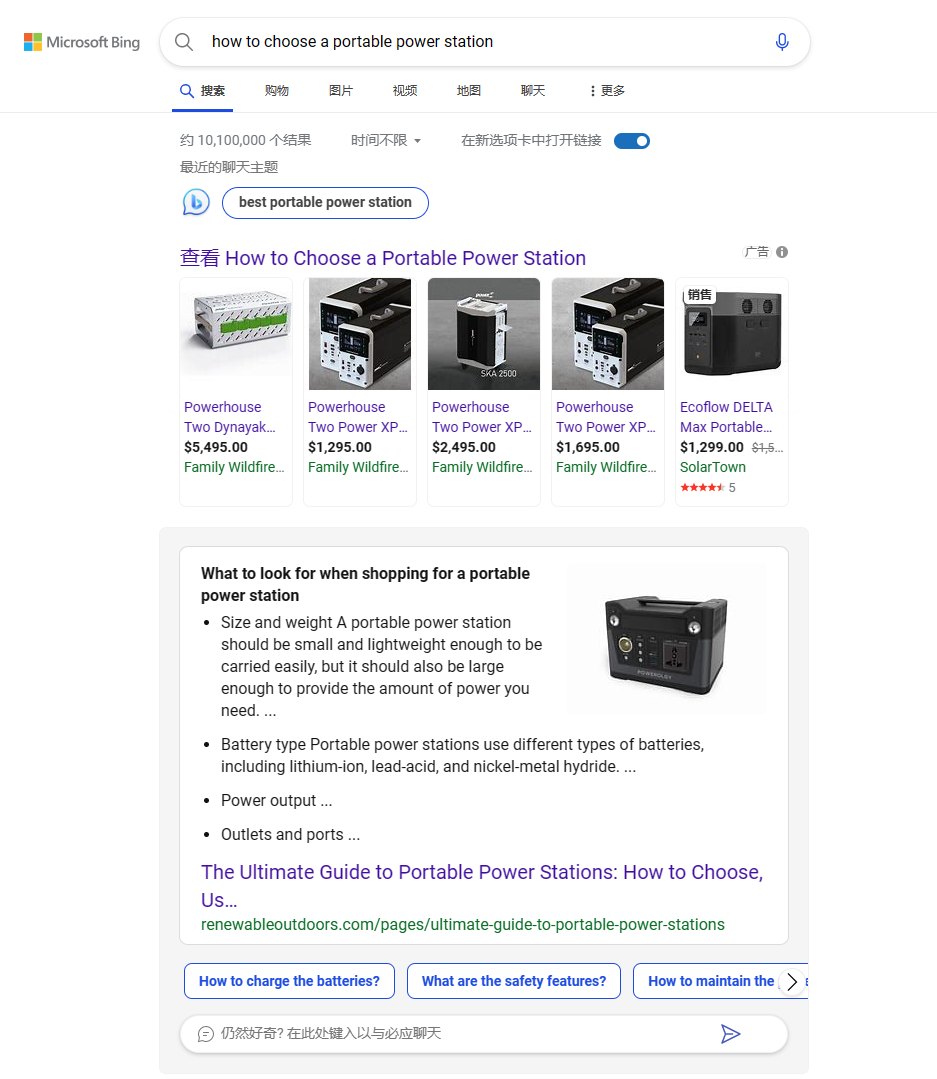 Microsoft Bing
how to choose a portable power station
搜索 购物 图片 视频 地图 聊天 更多
约 10,100,000 个结果 时间不限 在新选项卡中打开链接
最近的聊天主题
best portable power station
查看 How to Choose a Portable Power Station
广告
Powerhouse
Two Dynayak...
$5,495.00
Family Wildfire...
Powerhouse
Two Power XP...
$1,295.00
Family Wildfire...
SKA 2500
Powerhouse
Two Power XP...
$2,495.00
Family Wildfire...
Powerhouse
Two Power XP...
$1,695.00
Family Wildfire...
销售
Ecoflow DELTA
Max Portable...
$1,299.00 $1,5...
SolarTown
5
What to look for when shopping for a portable
power station
Size and weight A portable power station
should be small and lightweight enough to be
carried easily, but it should also be large
enough to provide the amount of power you
need. ...
POWEROLOGY
Battery type Portable power stations use different types of batteries,
including lithium-ion, lead-acid, and nickel-metal hydride. ...
Power output ...
Outlets and ports ...
The Ultimate Guide to Portable Power Stations: How to Choose,
Us...
renewableoutdoors.com/pages/ultimate-guide-to-portable-power-stations
How to charge the batteries? What are the safety features? How to maintain the
仍然好奇? 在此处键入以与必应聊天